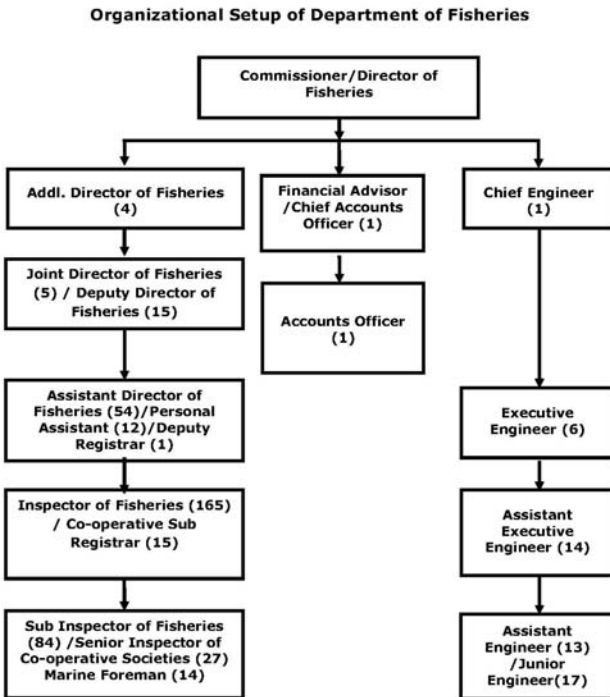 Organizational Setup of Department of Fisheries
Commissioner/Director of
Fisheries
Addl. Director of Fisheries
(4)
Financial Advisor
/Chief Accounts
Officer (1)
Chief Engineer
(1)
Joint Director of Fisheries
(5) / Deputy Director of
Fisheries (15)
Accounts Officer
(1)
Assistant Director of
Fisheries (54)/Personal
Assistant (12)/Deputy
Registrar (1)
Executive
Engineer (6)
Inspector of Fisheries (165)
/ Co-operative Sub
Registrar (15)
Assistant
Executive
Engineer (14)
Sub Inspector of Fisheries
(84) /Senior Inspector of
Co-operative Societies (27)
Marine Foreman (14)
Assistant
Engineer (13)
/Junior
Engineer(17)